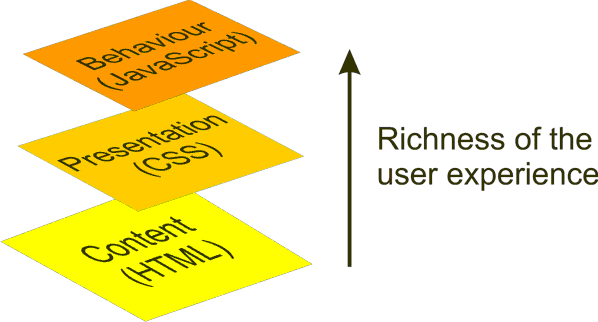 Behaviour
(JavaScript)
Presentation
(CSS)
Content
(HTML)
Richness of the
user experience